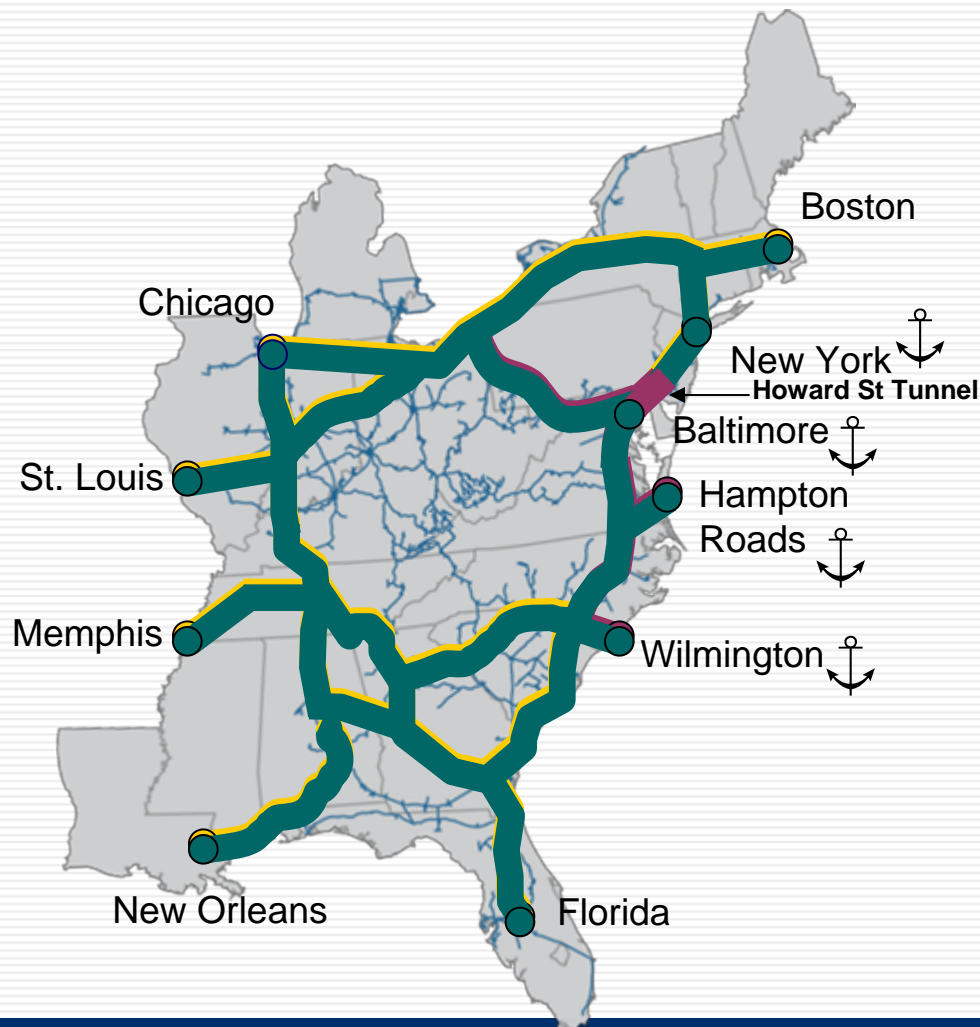 Boston
Chicago
New York
Howard St Tunnel
Baltimore
St. Louis
Hampton
Roads
Memphis
Wilmington
New Orleans
Florida